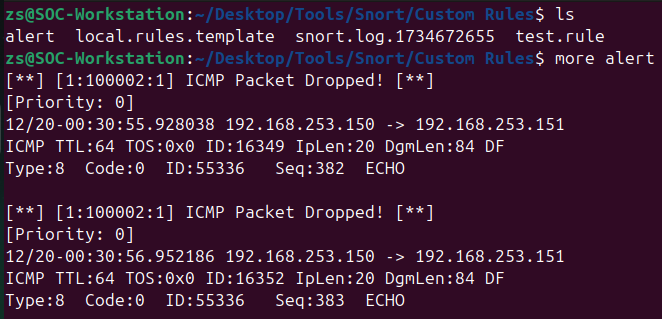 zs@SOC-Workstation:~/Desktop/Tools/Snort/Custom Rules$ ls
alert  local.rules.template  snort.log.1734672655  test.rule
zs@SOC-Workstation:~/Desktop/Tools/Snort/Custom Rules$ more alert
[**] [1:100002:1] ICMP Packet Dropped! [**]
[Priority: 0]
12/20-00:30:55.928038 192.168.253.150 -> 192.168.253.151
ICMP TTL:64 TOS:0x0 ID:16349 IpLen:20 DgmLen:84 DF
Type:8  Code:0  ID:55336   Seq:382  ECHO

[**] [1:100002:1] ICMP Packet Dropped! [**]
[Priority: 0]
12/20-00:30:56.952186 192.168.253.150 -> 192.168.253.151
ICMP TTL:64 TOS:0x0 ID:16352 IpLen:20 DgmLen:84 DF
Type:8  Code:0  ID:55336   Seq:383  ECHO